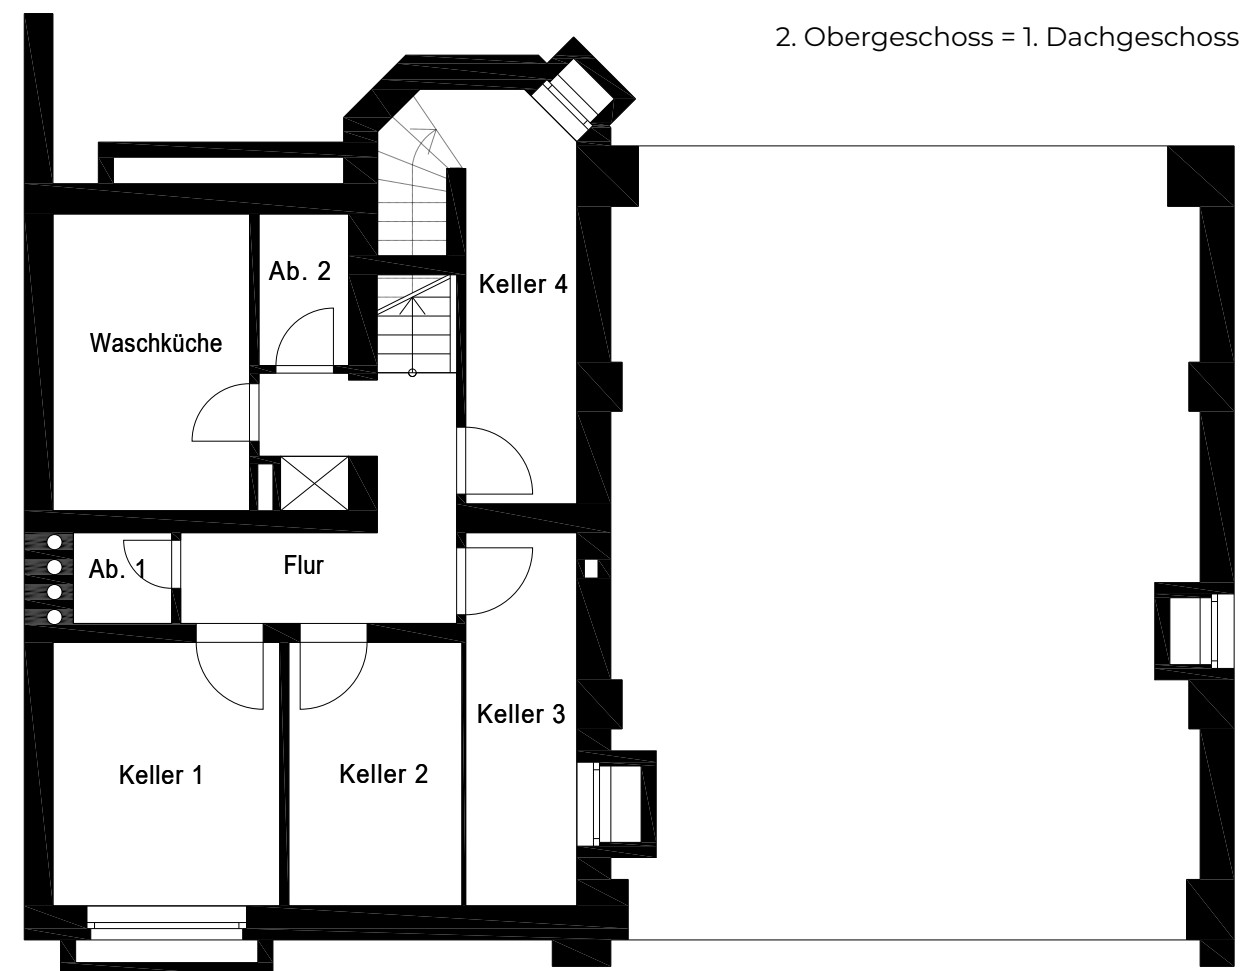 2. Obergeschoss = 1. Dachgeschoss
Ab. 2
Keller 4
Waschküche
Ab. 1
Flur
Keller 3
Keller 1
Keller 2